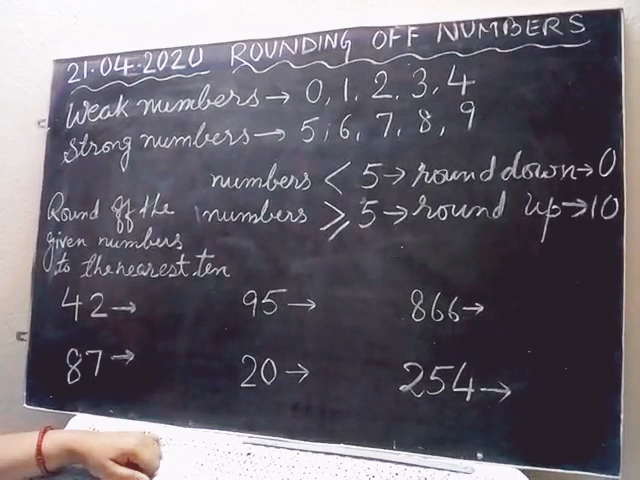 21.04.2020 ROUNDING OFF NUMBERS
Weak numbers → 0, 1, 2, 3, 4
Strong numbers → 5, 6, 7, 8, 9
numbers < 5 → round down → 0
Round off the numbers ⩾ 5 → round up → 10
given numbers
to the nearest ten
42 → 95 → 866 →
87 → 20 → 254 →